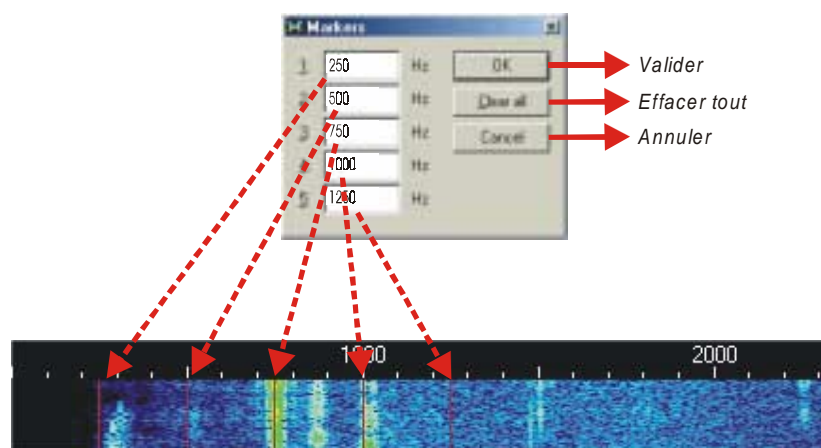 Markers
1 250 Hz OK Valider
2 500 Hz Clear all Effacer tout
3 750 Hz Cancel Annuler
4 1000 Hz
5 1250 Hz
1000 2000